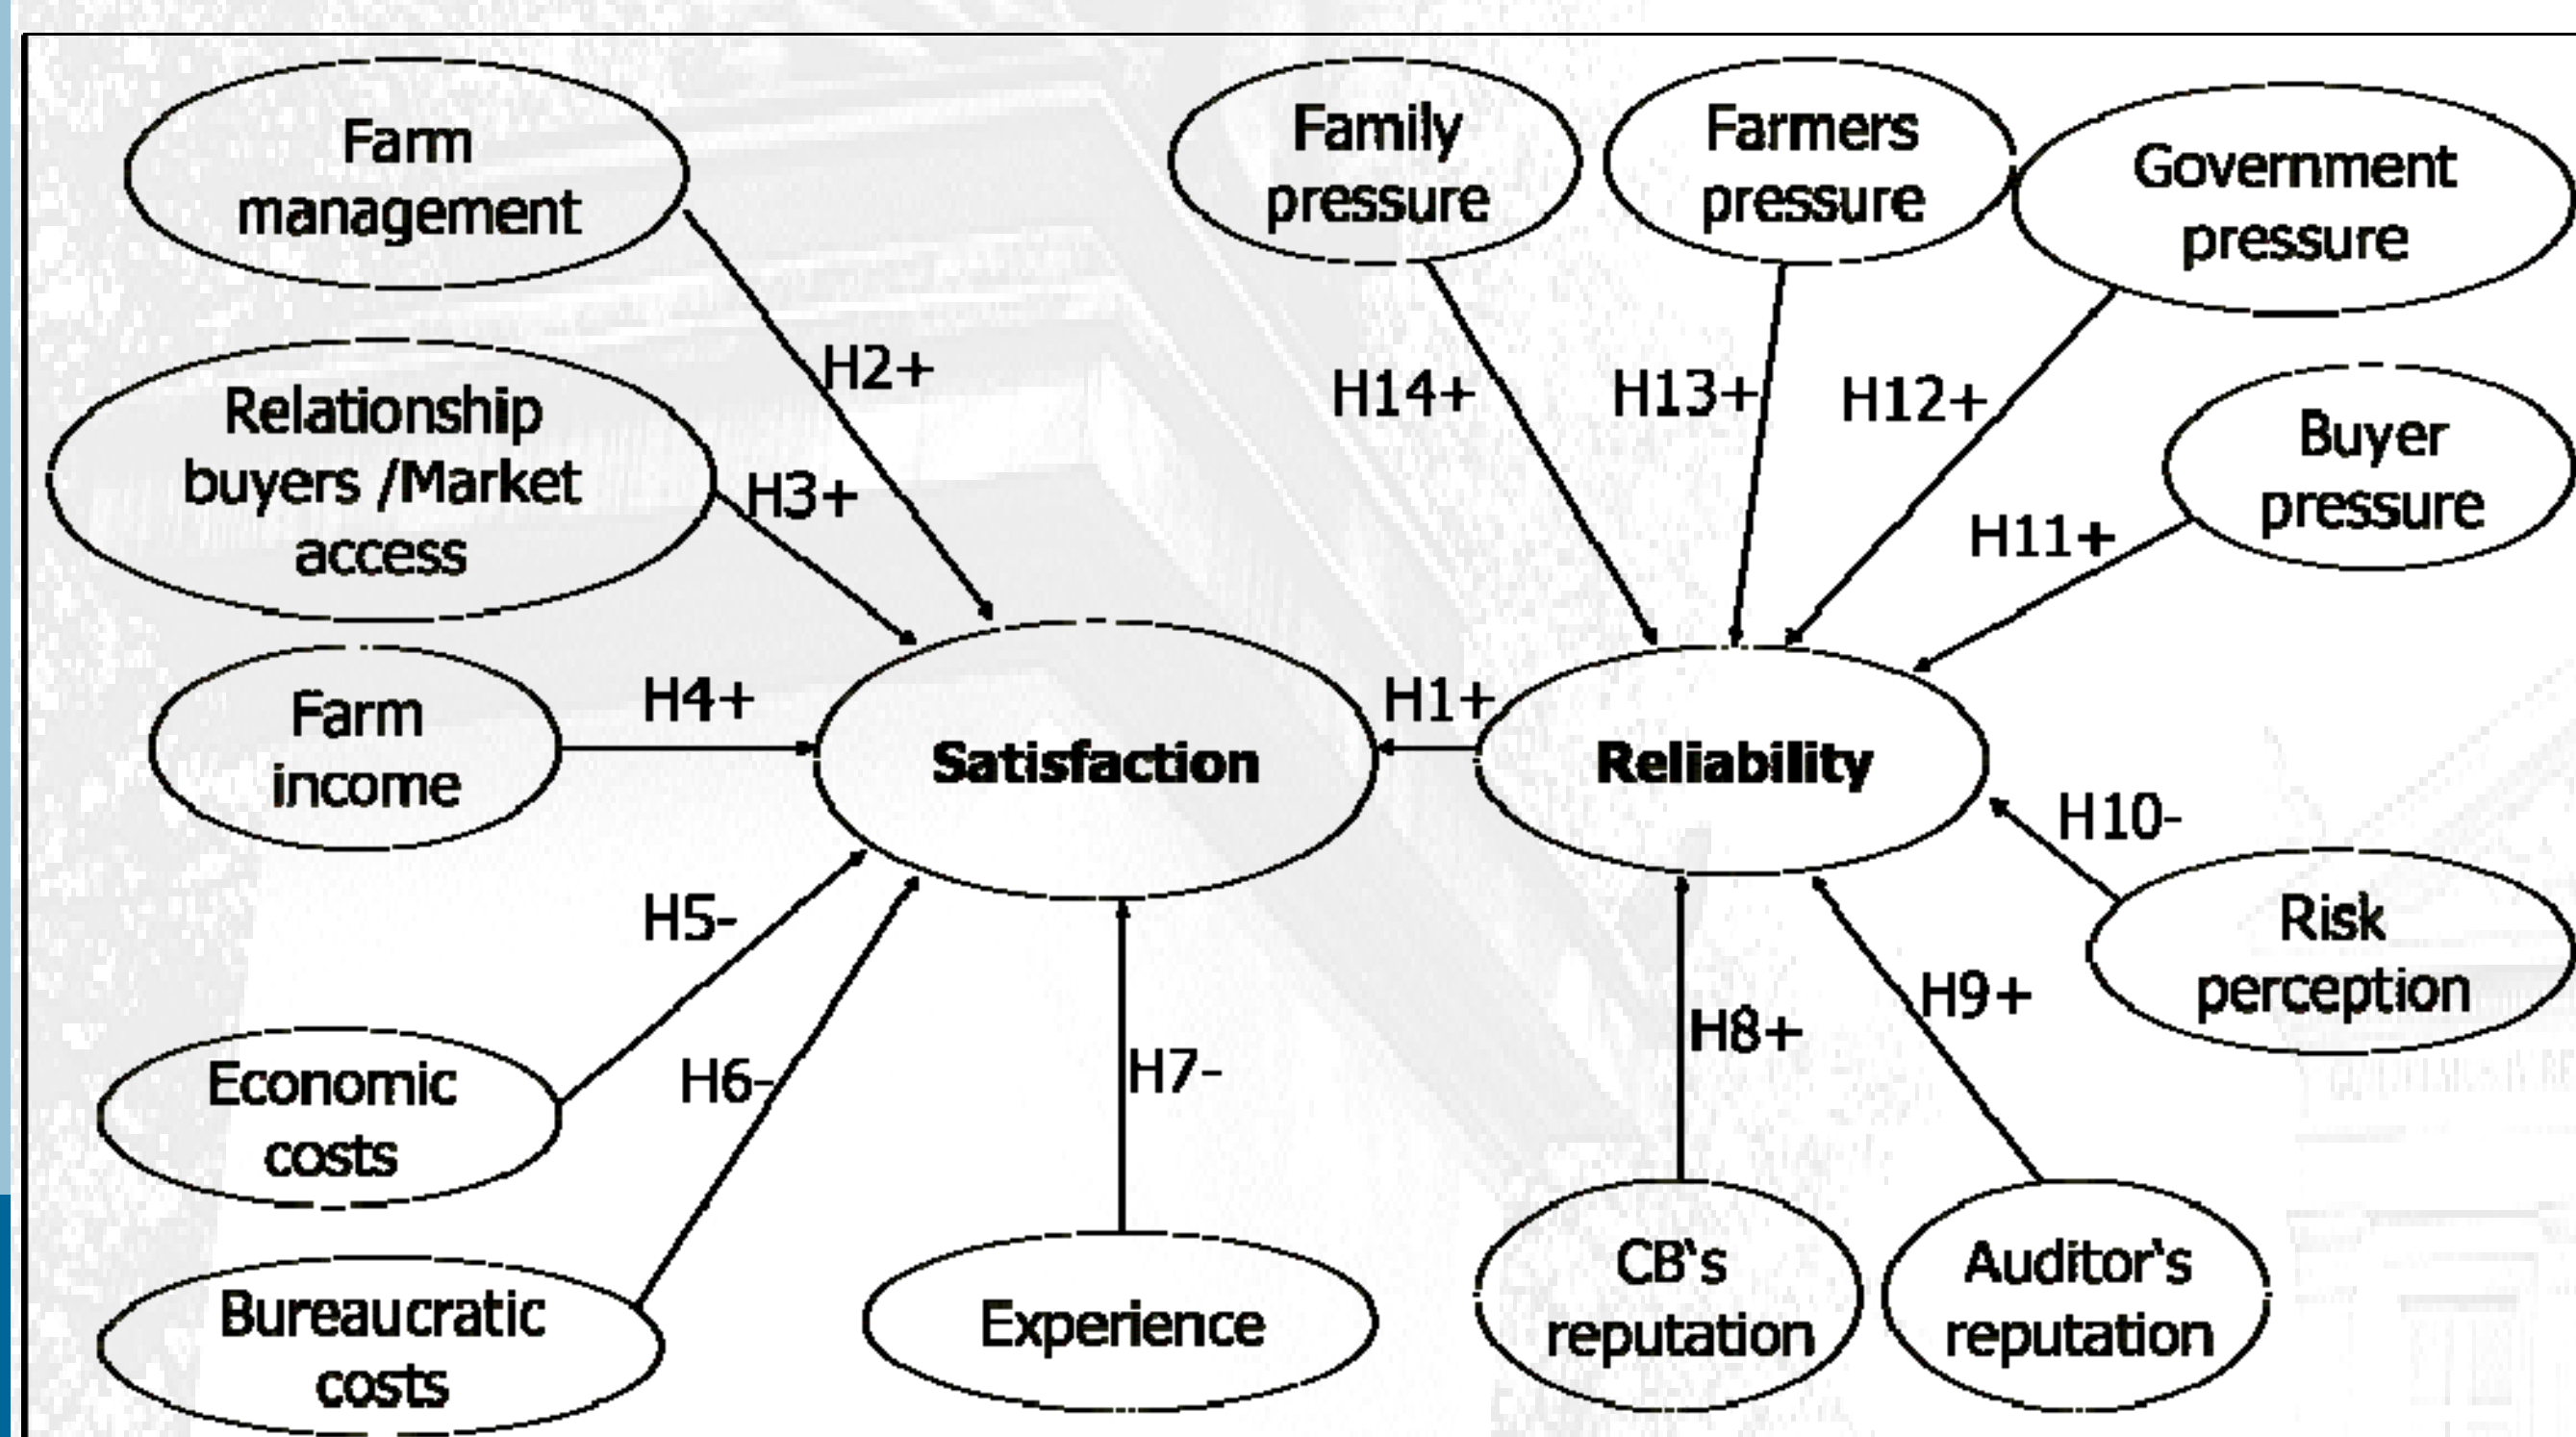 Farm
management
Family
pressure
Farmers
pressure
Government
pressure
H2+
H14+
H13+
H12+
Relationship
buyers /Market
access
H3+
Buyer
pressure
H11+
Farm
income
H4+
Satisfaction
H1+
Reliability
H10-
Risk
perception
H5-
H9+
H8+
Economic
costs
H6-
H7-
Bureaucratic
costs
Experience
CB‘s
reputation
Auditor‘s
reputation